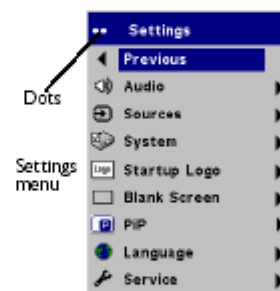 Settings
Previous
Dots
Audio
Sources
System
Settings menu
Logo Startup Logo
Blank Screen
P PiP
Language
Service